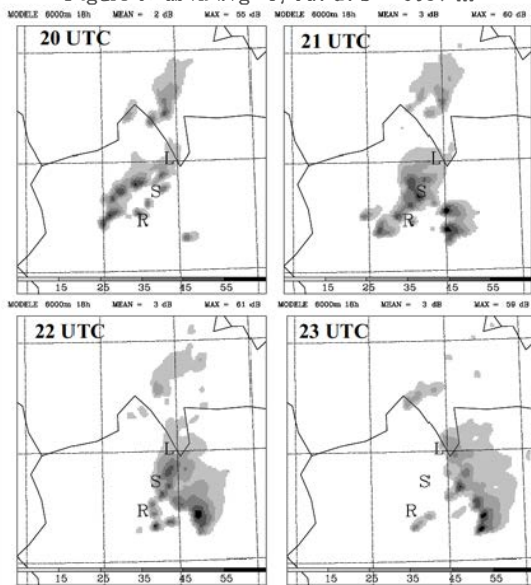 MODELE 6000m 18h MEAN = 2 dB MAX = 55 dB
MODELE 6000m 18h MEAN = 3 dB MAX = 60 dB
20 UTC
21 UTC
L
S
R
L
S
R
15 25 35 45 55
15 25 35 45 55
MODELE 6000m 18h MEAN = 3 dB MAX = 61 dB
MODELE 6000m 18h MEAN = 3 dB MAX = 59 dB
22 UTC
23 UTC
L
S
R
L
S
R
15 25 35 45 55
15 25 35 45 55